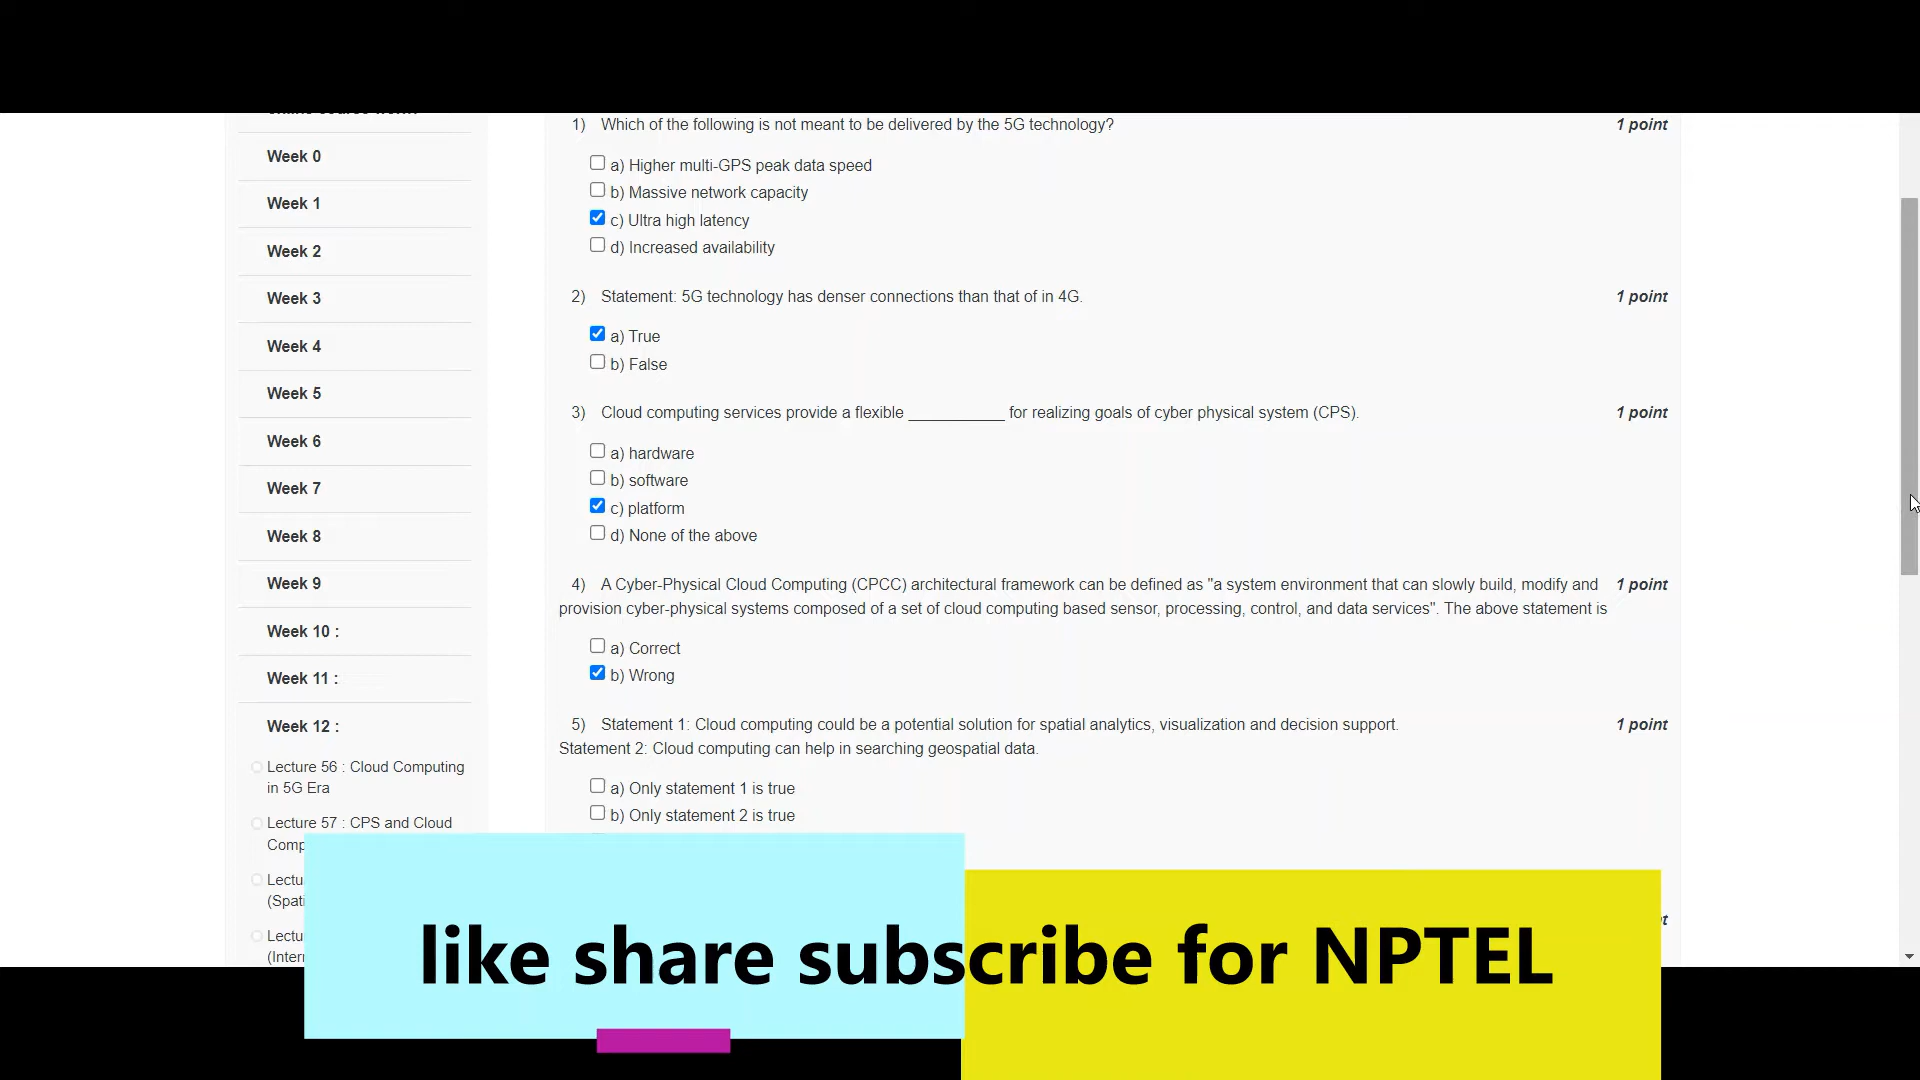 1) Which of the following is not meant to be delivered by the 5G technology? 1 point
a) Higher multi-GPS peak data speed
b) Massive network capacity
c) Ultra high latency
d) Increased availability
2) Statement: 5G technology has denser connections than that of in 4G. 1 point
a) True
b) False
3) Cloud computing services provide a flexible ___________ for realizing goals of cyber physical system (CPS). 1 point
a) hardware
b) software
c) platform
d) None of the above
4) A Cyber-Physical Cloud Computing (CPCC) architectural framework can be defined as "a system environment that can slowly build, modify and 1 point
provision cyber-physical systems composed of a set of cloud computing based sensor, processing, control, and data services". The above statement is
a) Correct
b) Wrong
5) Statement 1: Cloud computing could be a potential solution for spatial analytics, visualization and decision support. 1 point
Statement 2: Cloud computing can help in searching geospatial data.
a) Only statement 1 is true
b) Only statement 2 is true
Week 0
Week 1
Week 2
Week 3
Week 4
Week 5
Week 6
Week 7
Week 8
Week 9
Week 10 :
Week 11 :
Week 12 :
Lecture 56 : Cloud Computing
in 5G Era
Lecture 57 : CPS and Cloud
like share subscribe for NPTEL